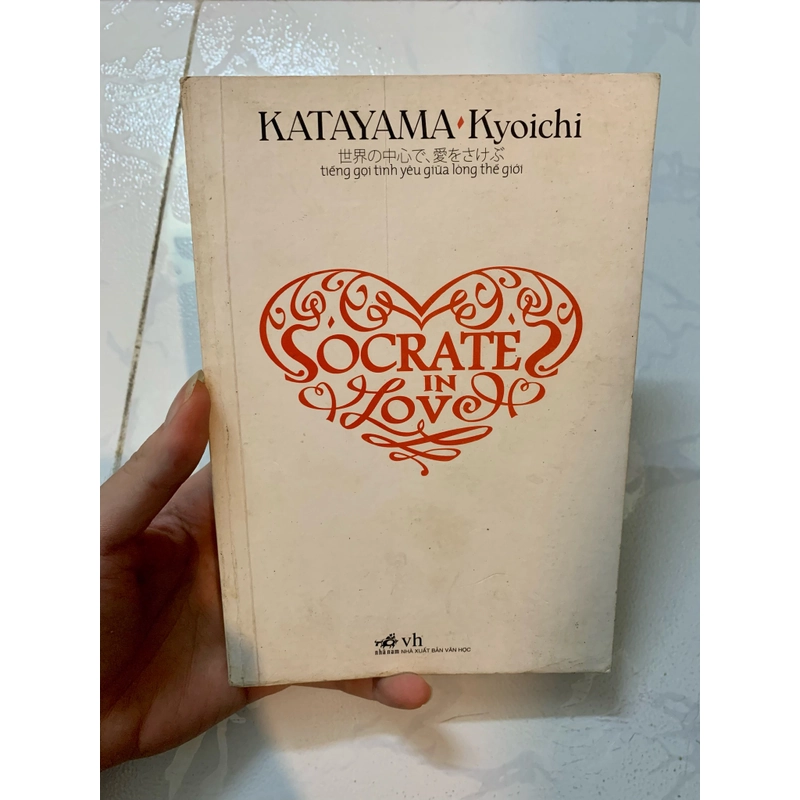 KATAYAMA Kyoichi
世界の中心で、愛をさけぶ
tiếng gọi tình yêu giữa lòng thế giới
SOCRATES
IN
Love
vh
nhã nam NHÀ XUẤT BẢN VĂN HỌC